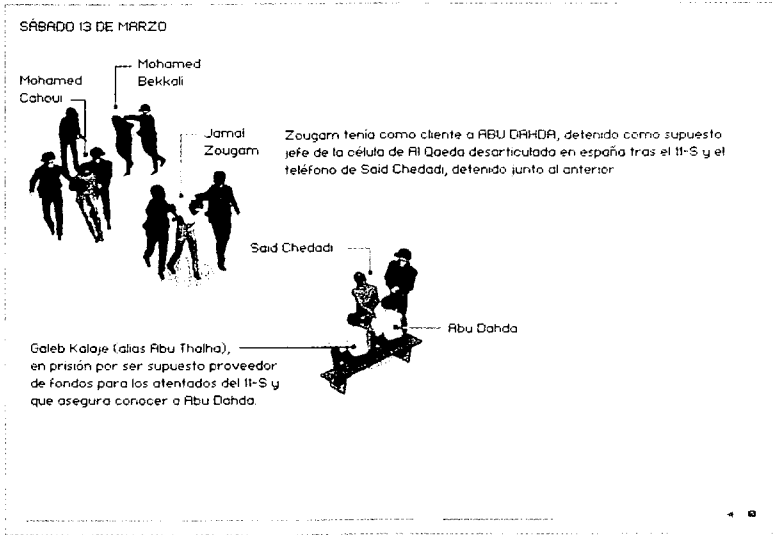 SÁBADO 13 DE MARZO
Mohamed
Bekkali
Mohamed
Cahoui
Jamal
Zougam
Zougam tenía como cliente a ABU DAHDA, detenido como supuesto
jefe de la célula de Al Qaeda desarticulada en españa tras el 11-S y el
teléfono de Said Chedadi, detenido junto al anterior
Said Chedadi
Abu Dahda
Galeb Kalaje (alias Abu Thalha),
en prisión por ser supuesto proveedor
de fondos para los atentados del 11-S y
que asegura conocer a Abu Dahda.